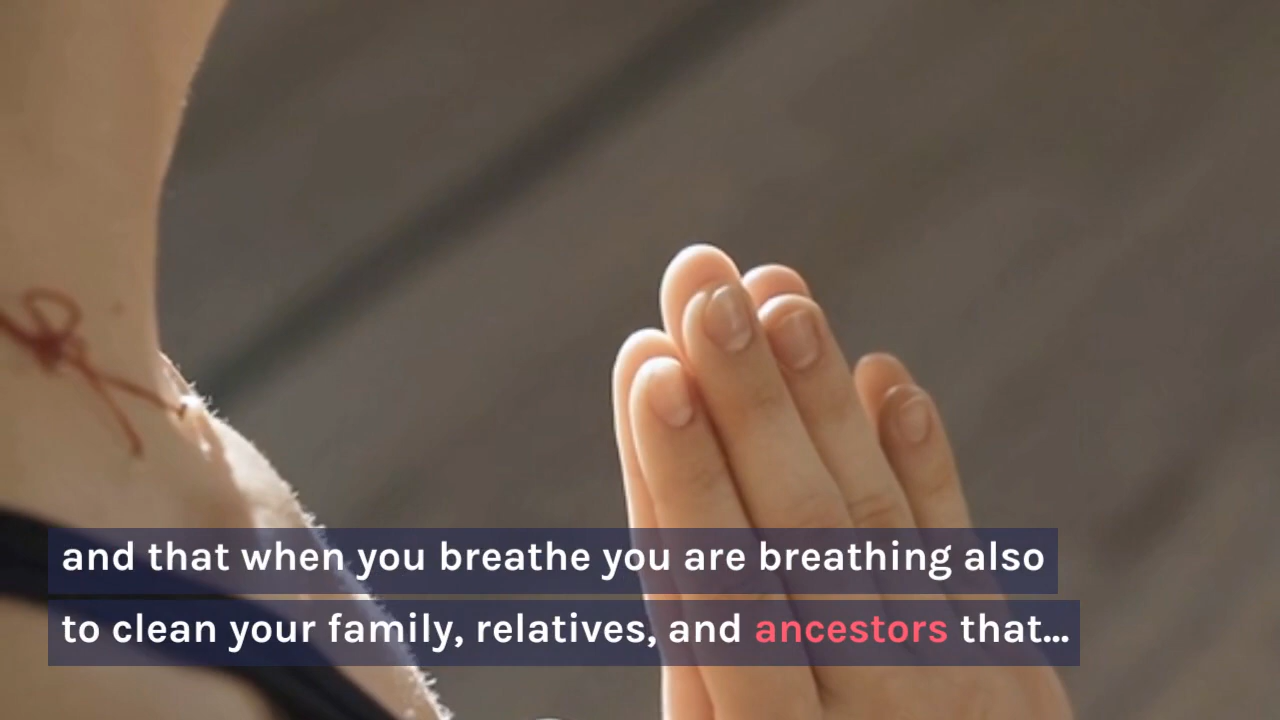 and that when you breathe you are breathing also
to clean your family, relatives, and ancestors that...